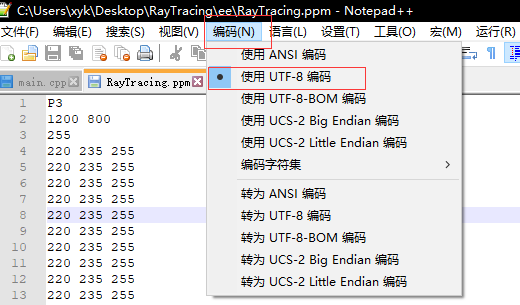 C:\Users\xyk\Desktop\RayTracing\ee\RayTracing.ppm - Notepad++
文件(F) 编辑(E) 搜索(S) 视图(V) 编码(N) 语言(L) 设置(T) 工具(O) 宏(M) 运行(R)
main.cpp RayTracing.ppm
使用 ANSI 编码
使用 UTF-8 编码
使用 UTF-8-BOM 编码
使用 UCS-2 Big Endian 编码
使用 UCS-2 Little Endian 编码
编码字符集
转为 ANSI 编码
转为 UTF-8 编码
转为 UTF-8-BOM 编码
转为 UCS-2 Big Endian 编码
转为 UCS-2 Little Endian 编码
1 P3
2 1200 800
3 255
4 220 235 255
5 220 235 255
6 220 235 255
7 220 235 255
8 220 235 255
9 220 235 255
10 220 235 255
11 220 235 255
12 220 235 255
13 220 235 255